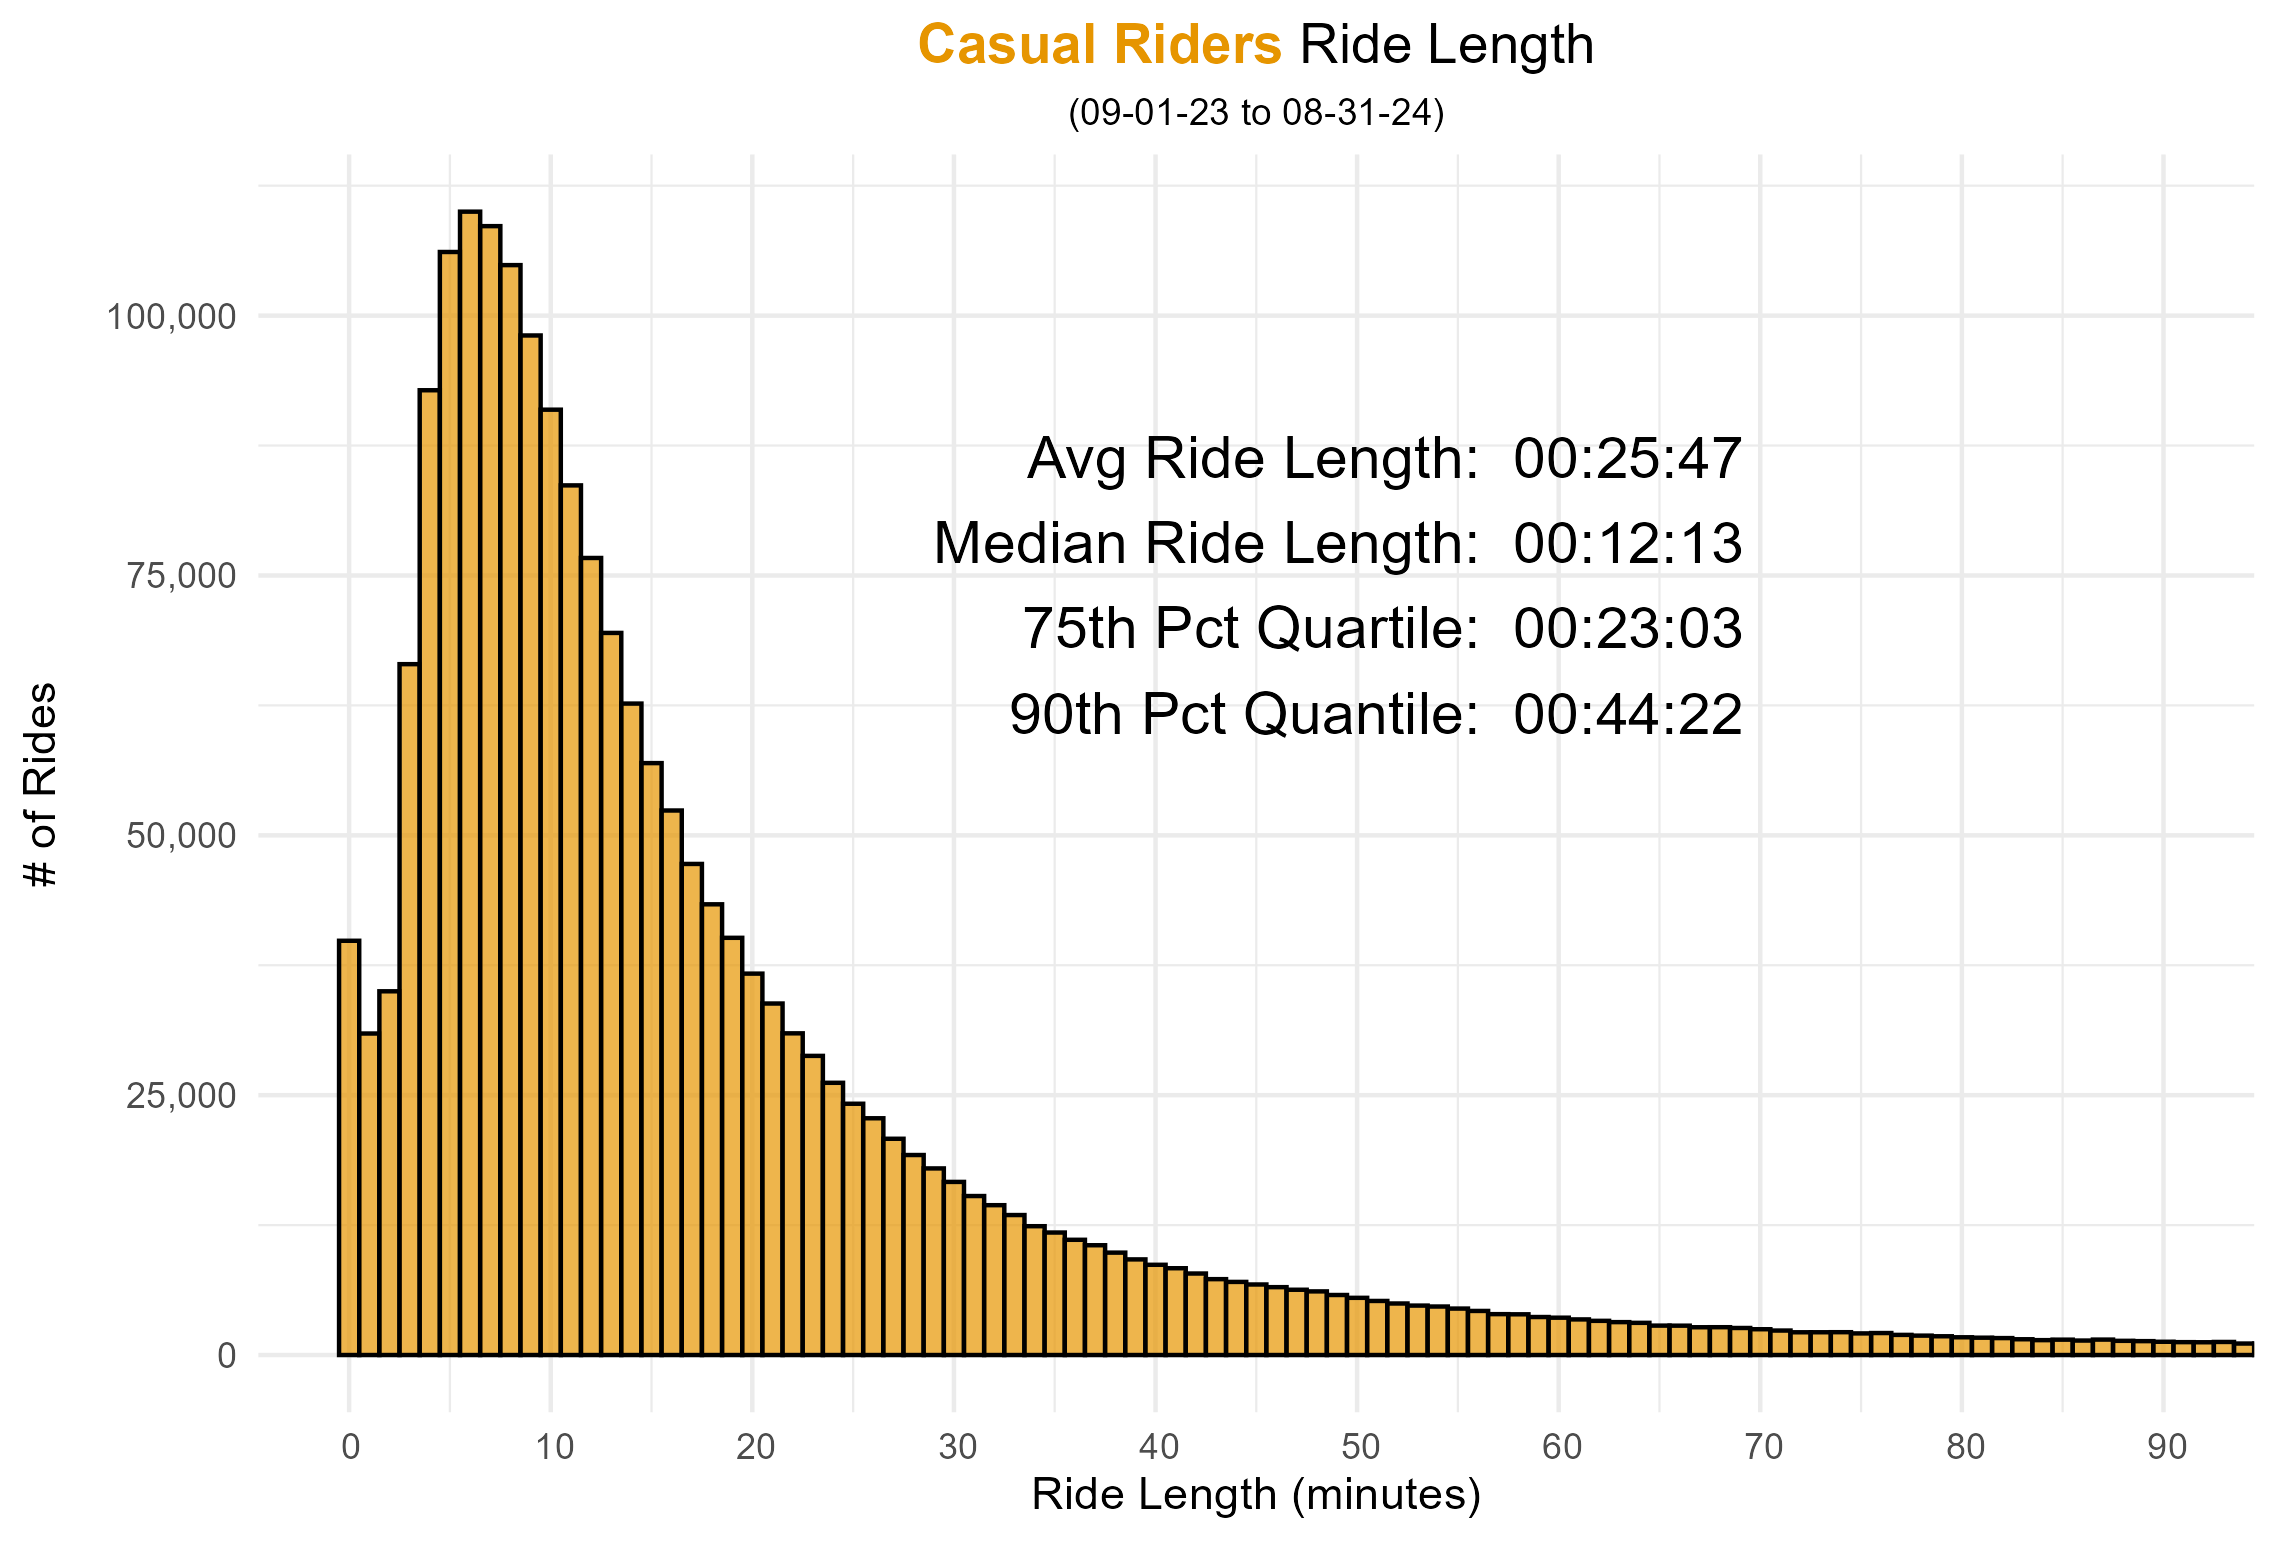 Casual Riders Ride Length
(09-01-23 to 08-31-24)
100,000
75,000
50,000
25,000
0
# of Rides
Avg Ride Length: 00:25:47
Median Ride Length: 00:12:13
75th Pct Quartile: 00:23:03
90th Pct Quantile: 00:44:22
0 10 20 30 40 50 60 70 80 90
Ride Length (minutes)